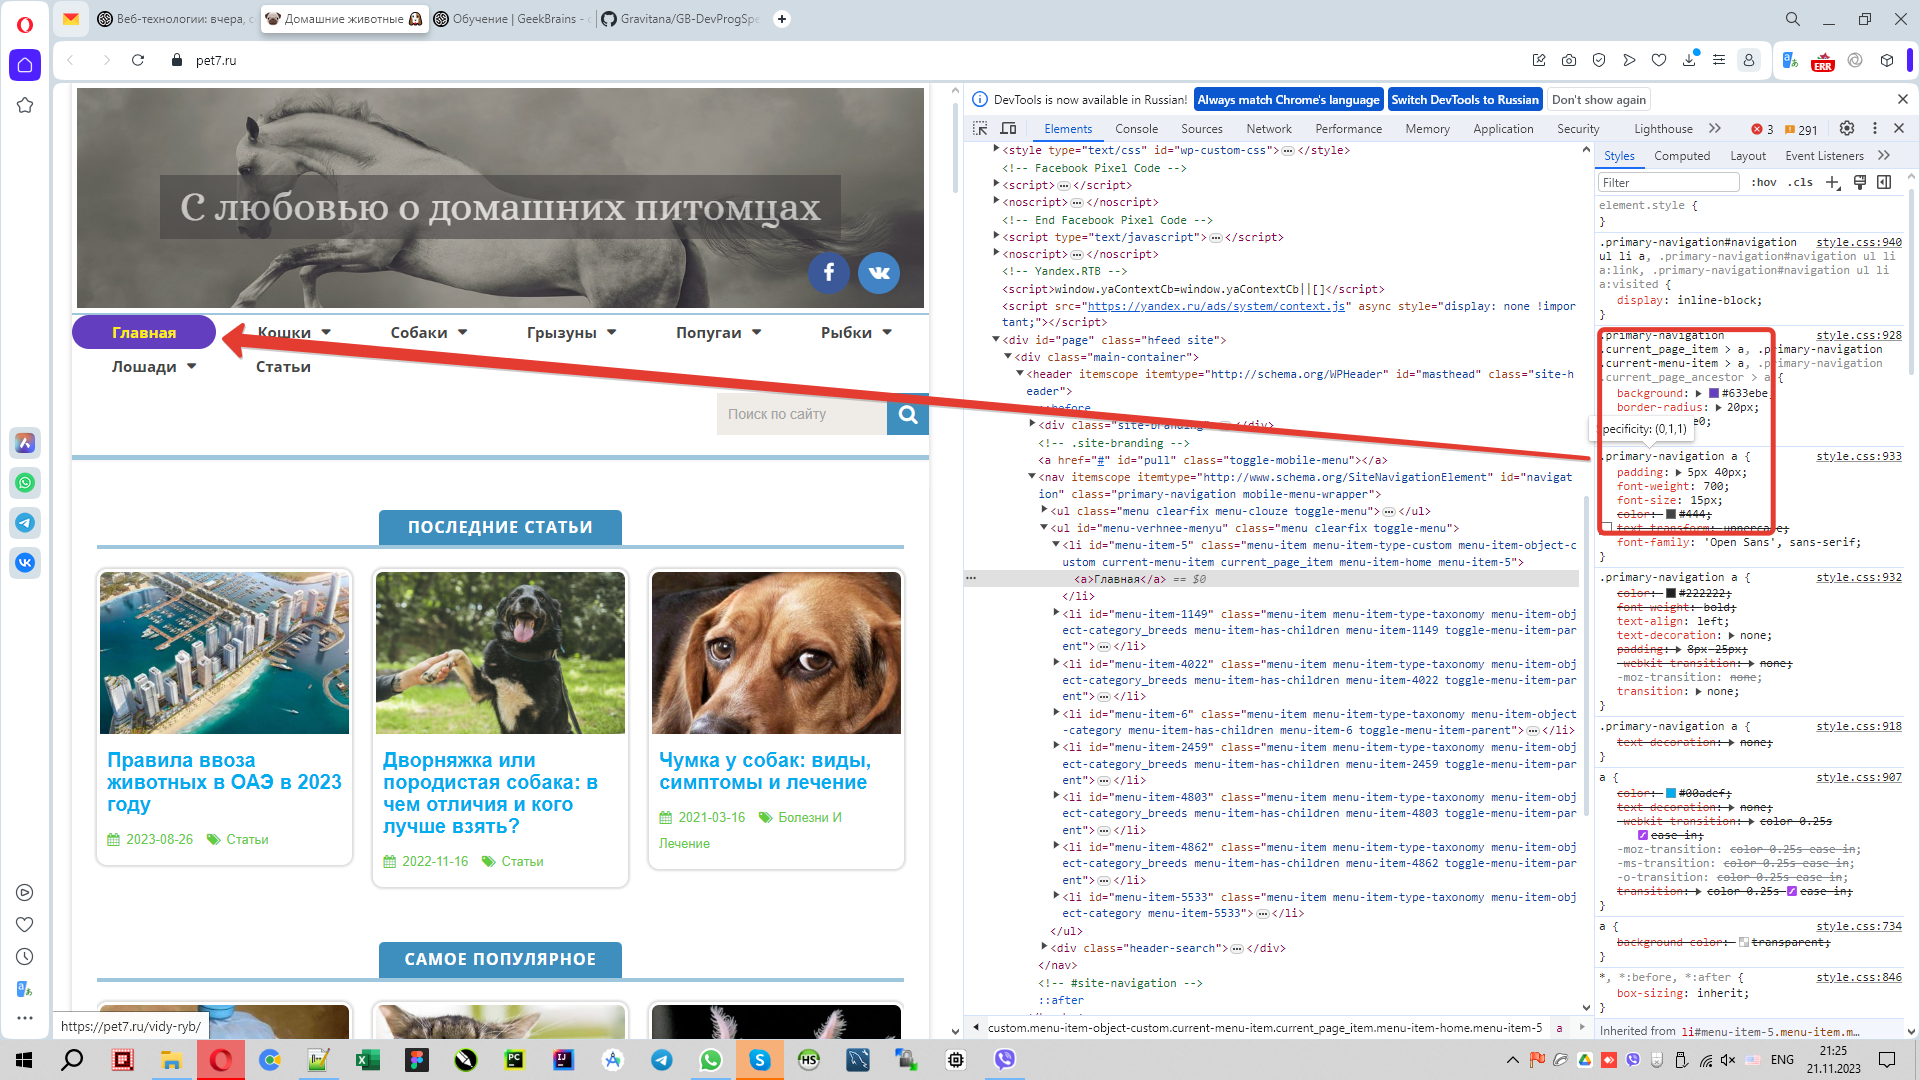 Веб-технологии: вчера, с
Домашние животные
Обучение | GeekBrains -
Gravitana/GB-DevProgSpe
pet7.ru
ERR
DevTools is now available in Russian!
Always match Chrome's language
Switch DevTools to Russian
Don't show again
Elements
Console
Sources
Network
Performance
Memory
Application
Security
Lighthouse
3
291
С любовью о домашних питомцах
Главная
Кошки
Собаки
Грызуны
Попугаи
Рыбки
Лошади
Статьи
Поиск по сайту
ПОСЛЕДНИЕ СТАТЬИ
Правила ввоза животных в ОАЭ в 2023 году
2023-08-26 Статьи
Дворняжка или породистая собака: в чем отличия и кого лучше взять?
2022-11-16 Статьи
Чумка у собак: виды, симптомы и лечение
2021-03-16 Болезни И Лечение
САМОЕ ПОПУЛЯРНОЕ
https://pet7.ru/vidy-ryb/
<style type="text/css" id="wp-custom-css"></style>
<!-- Facebook Pixel Code -->
<script></script>
<noscript></noscript>
<!-- End Facebook Pixel Code -->
<script type="text/javascript"></script>
<noscript></noscript>
<!-- Yandex.RTB -->
<script>window.yaContextCb=window.yaContextCb||[]</script>
<script src="https://yandex.ru/ads/system/context.js" async style="display: none !impor
tant;"></script>
<div id="page" class="hfeed site">
<div class="main-container">
<header itemscope itemtype="http://schema.org/WPHeader" id="masthead" class="site-h
eader">
::before
<div class="site-branding"></div>
<!-- .site-branding -->
<a href="#" id="pull" class="toggle-mobile-menu"></a>
<nav itemscope itemtype="http://www.schema.org/SiteNavigationElement" id="navigat
ion" class="primary-navigation mobile-menu-wrapper">
<ul class="menu clearfix menu-clouze toggle-menu"></ul>
<ul id="menu-verhnee-menyu" class="menu clearfix toggle-menu">
<li id="menu-item-5" class="menu-item menu-item-type-custom menu-item-object-c
ustom current-menu-item current_page_item menu-item-home menu-item-5">
<a>Главная</a> == $0
</li>
<li id="menu-item-1149" class="menu-item menu-item-type-taxonomy menu-item-obj
ect-category_breeds menu-item-has-children menu-item-1149 toggle-menu-item-par
ent"></li>
<li id="menu-item-4022" class="menu-item menu-item-type-taxonomy menu-item-obj
ect-category_breeds menu-item-has-children menu-item-4022 toggle-menu-item-par
ent"></li>
<li id="menu-item-6" class="menu-item menu-item-type-taxonomy menu-item-object
-category menu-item-has-children menu-item-6 toggle-menu-item-parent"></li>
<li id="menu-item-2459" class="menu-item menu-item-type-taxonomy menu-item-obj
ect-category_breeds menu-item-has-children menu-item-2459 toggle-menu-item-par
ent"></li>
<li id="menu-item-4803" class="menu-item menu-item-type-taxonomy menu-item-obj
ect-category_breeds menu-item-has-children menu-item-4803 toggle-menu-item-par
ent"></li>
<li id="menu-item-4862" class="menu-item menu-item-type-taxonomy menu-item-obj
ect-category_breeds menu-item-has-children menu-item-4862 toggle-menu-item-par
ent"></li>
<li id="menu-item-5533" class="menu-item menu-item-type-taxonomy menu-item-obj
ect-category menu-item-5533"></li>
</ul>
<div class="header-search"></div>
</nav>
<!-- #site-navigation -->
::after
custom.menu-item-object-custom.current-menu-item.current_page_item.menu-item-home.menu-item-5
a
Styles
Computed
Layout
Event Listeners
Filter
:hov
.cls
element.style {
}
.primary-navigation#navigation style.css:940
ul li a, .primary-navigation#navigation ul li
a:link, .primary-navigation#navigation ul li
a:visited {
display: inline-block;
}
.primary-navigation style.css:928
.current_page_item > a, .primary-navigation
.current-menu-item > a, .primary-navigation
.current_page_ancestor > a {
background: #633ebe;
border-radius: 20px;
e0;
pecificity: (0,1,1)
.primary-navigation a { style.css:933
padding: 5px 40px;
font-weight: 700;
font-size: 15px;
color: #444;
text-transform: uppercase;
font-family: 'Open Sans', sans-serif;
}
.primary-navigation a { style.css:932
color: #222222;
font-weight: bold;
text-align: left;
text-decoration: none;
padding: 8px 25px;
-webkit-transition: none;
-moz-transition: none;
transition: none;
}
.primary-navigation a { style.css:918
text-decoration: none;
}
a { style.css:907
color: #00adef;
text-decoration: none;
-webkit-transition: color 0.25s
ease-in;
-moz-transition: color 0.25s ease-in;
-ms-transition: color 0.25s ease-in;
-o-transition: color 0.25s ease-in;
transition: color 0.25s ease-in;
}
a { style.css:734
background-color: transparent;
}
*, *:before, *:after { style.css:846
box-sizing: inherit;
}
Inherited from li#menu-item-5.menu-item.m…
ENG
21:25
21.11.2023